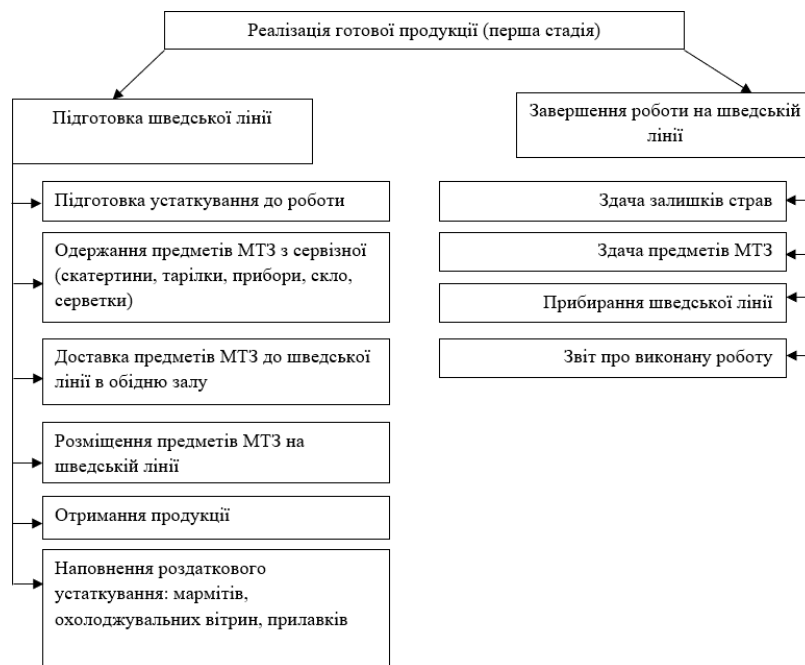 Реалізація готової продукції (перша стадія)
Підготовка шведської лінії
Підготовка устаткування до роботи
Одержання предметів МТЗ з сервізної
(скатертини, тарілки, прибори, скло,
серветки)
Доставка предметів МТЗ до шведської
лінії в обідню залу
Розміщення предметів МТЗ на
шведській лінії
Отримання продукції
Наповнення роздаткового
устаткування: мармітів,
охолоджувальних вітрин, прилавків
Завершення роботи на шведській
лінії
Здача залишків страв
Здача предметів МТЗ
Прибирання шведської лінії
Звіт про виконану роботу